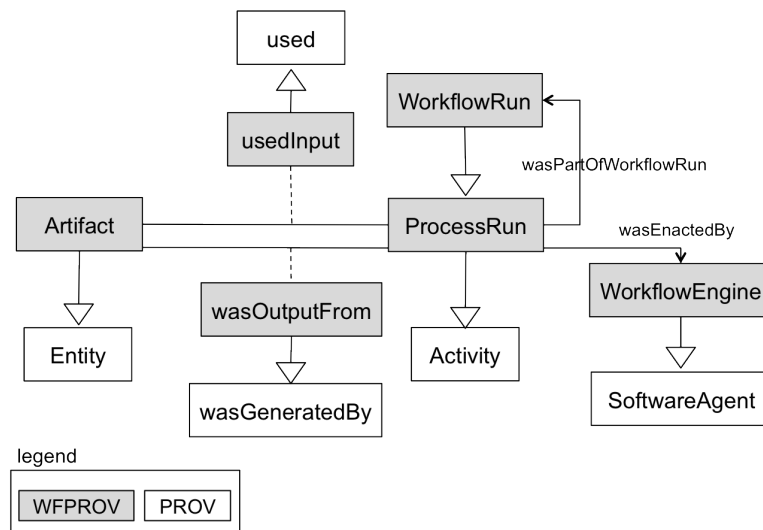 used
WorkflowRun
usedInput
wasPartOfWorkflowRun
Artifact
ProcessRun
wasEnactedBy
wasOutputFrom
WorkflowEngine
Entity
Activity
wasGeneratedBy
SoftwareAgent
legend
WFPROV
PROV